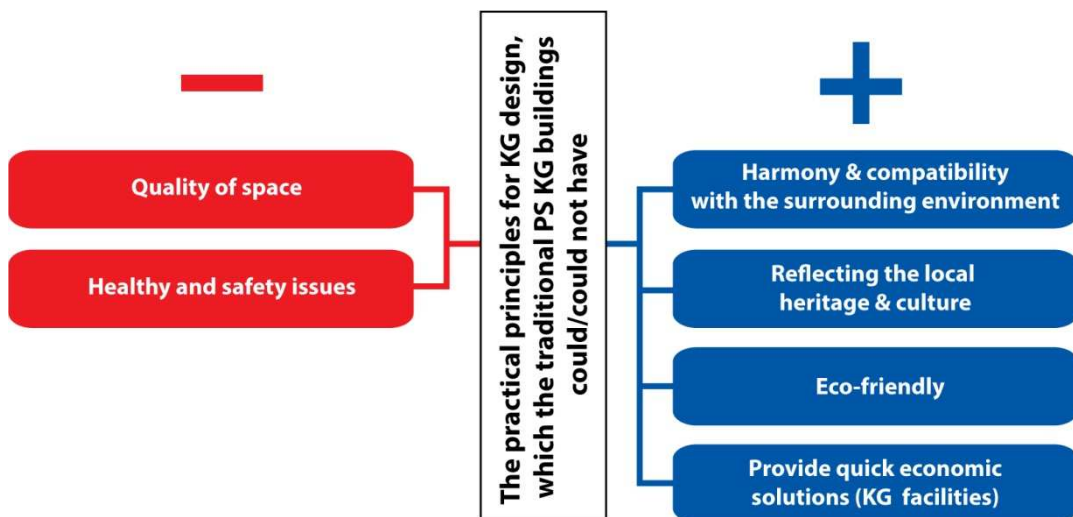 Quality of space
Healthy and safety issues
The practical principles for KG design,
which the traditional PS KG buildings
could/could not have
Harmony & compatibility
with the surrounding environment
Reflecting the local
heritage & culture
Eco-friendly
Provide quick economic
solutions (KG facilities)